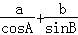 a/cosA + b/sinB